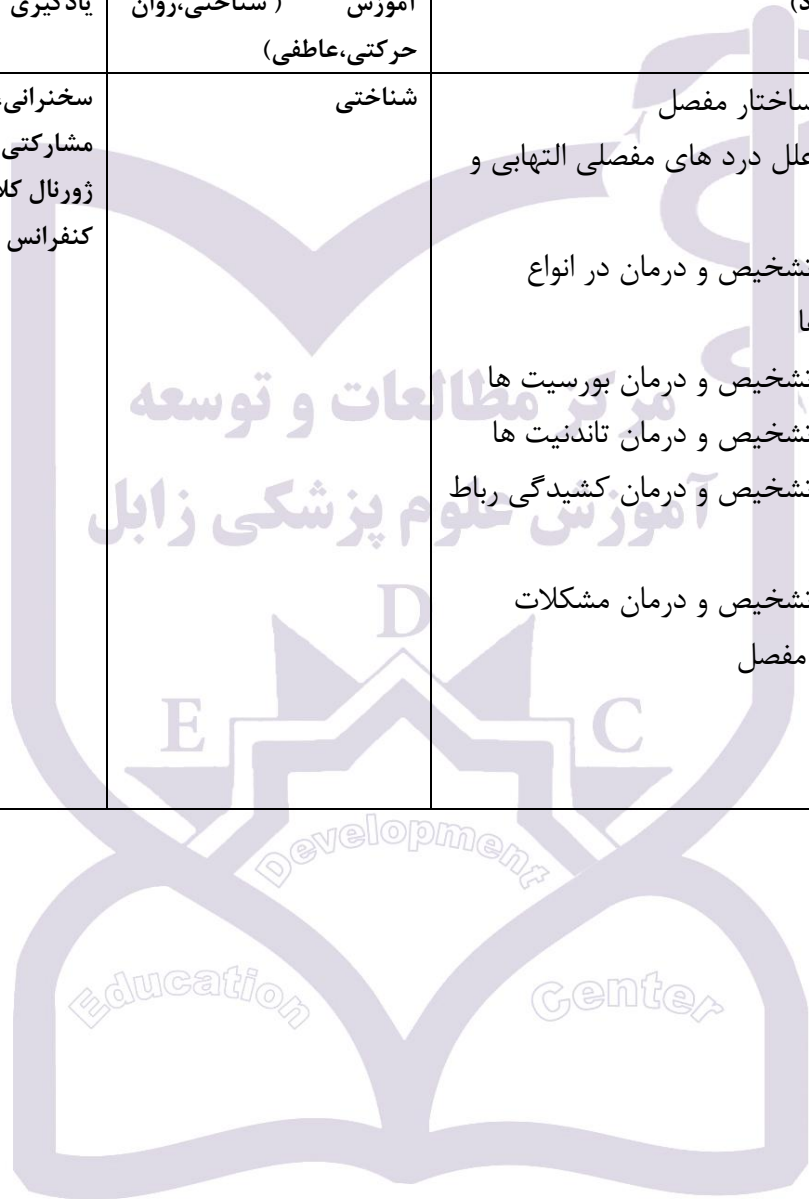 د)
آموزش ( شناختی،روان
حرکتی،عاطفی)
یادگیری
ساختار مفصل
علل درد های مفصلی التهابی و
تشخیص و درمان در انواع
تشخیص و درمان بورسیت ها
تشخیص و درمان تاندنیت ها
تشخیص و درمان کشیدگی رباط
تشخیص و درمان مشکلات
مفصل
شناختی
سخنرانی،
مشارکتی
ژورنال
کنفرانس
مرکز مطالعات و توسعه
آموزش علوم پزشکی زابل
D
E C
Development
Education Center